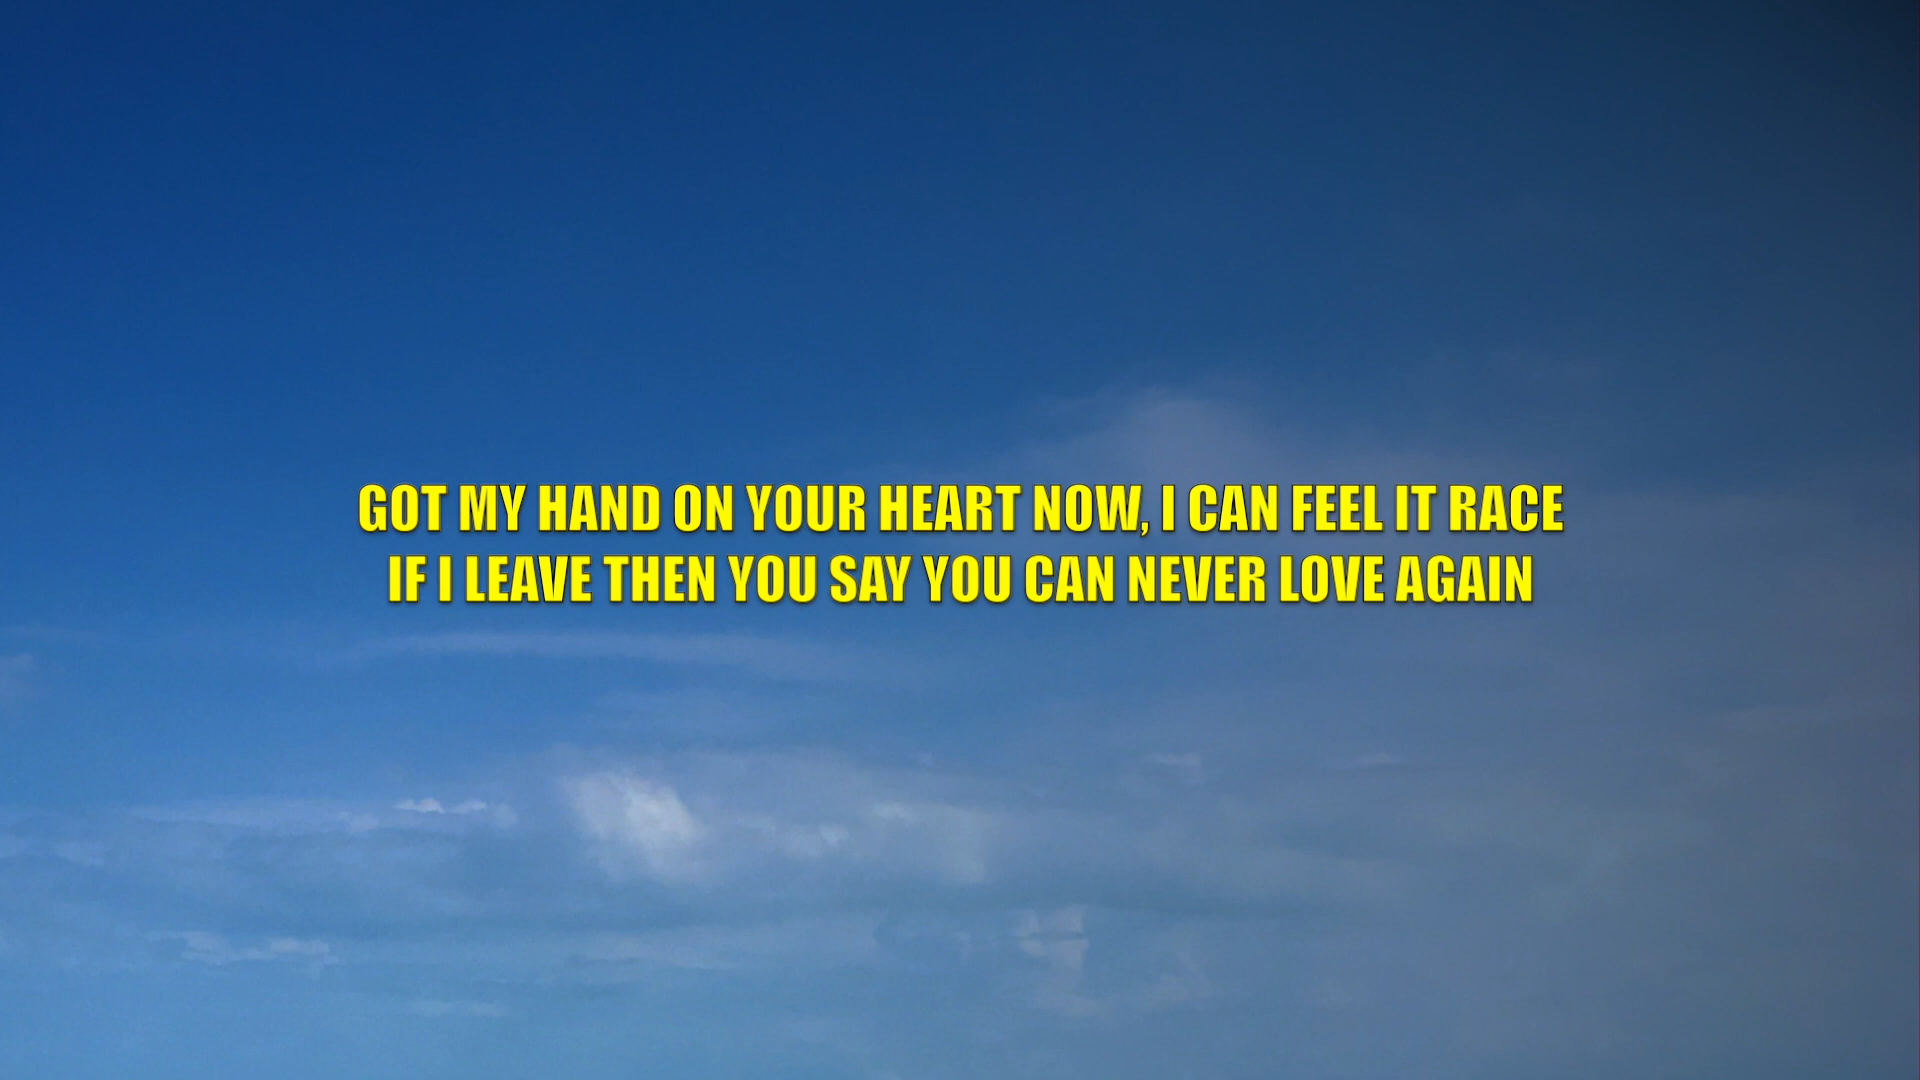 GOT MY HAND ON YOUR HEART NOW, I CAN FEEL IT RACE
IF I LEAVE THEN YOU SAY YOU CAN NEVER LOVE AGAIN